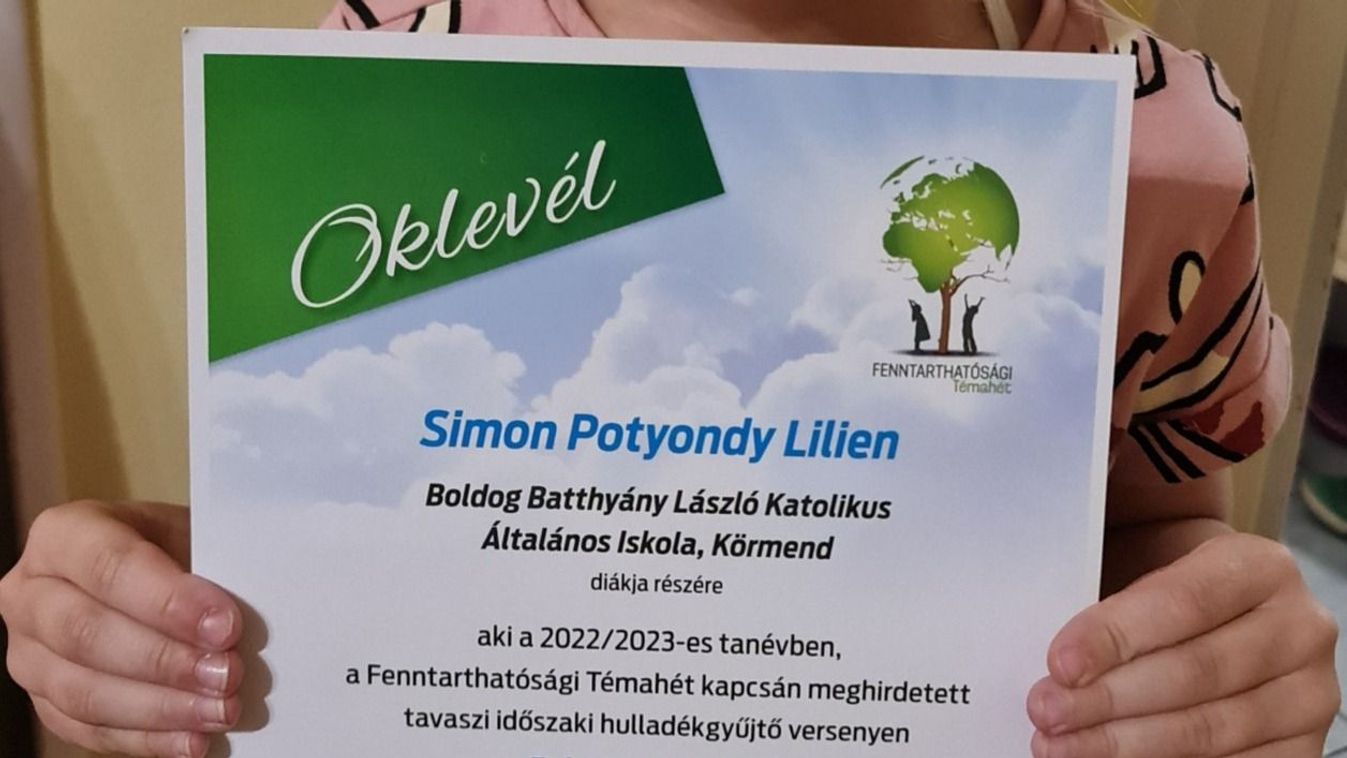 Oklevél
FENNTARTHATÓSÁGI
Témahét
Simon Potyondy Lilien
Boldog Batthyány László Katolikus
Általános Iskola, Körmend
diákja részére
aki a 2022/2023-es tanévben,
a Fenntarthatósági Témahét kapcsán meghirdetett
tavaszi időszaki hulladékgyűjtő versenyen